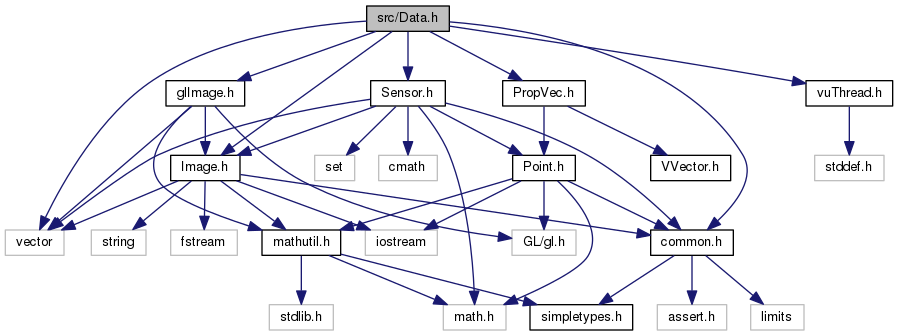 src/Data.h
glImage.h
Sensor.h
PropVec.h
vuThread.h
Image.h
set
cmath
Point.h
VVector.h
stddef.h
vector
string
fstream
mathutil.h
iostream
GL/gl.h
common.h
stdlib.h
math.h
simpletypes.h
assert.h
limits